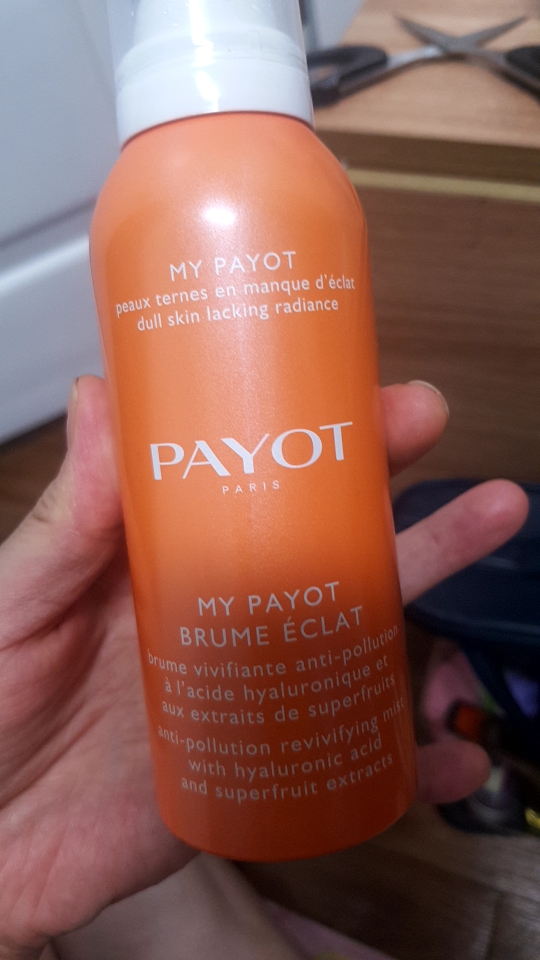 MY PAYOT
peaux ternes en manque d'éclat
dull skin lacking radiance
PAYOT
PARIS
MY PAYOT
BRUME ÉCLAT
brume vivifiante anti-pollution
à l'acide hyaluronique et
aux extraits de superfruits
anti-pollution revivifying mist
with hyaluronic acid
and superfruit extracts